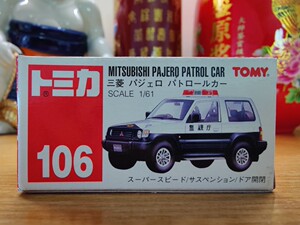 トミカ
MITSUBISHI PAJERO PATROL CAR
TOMY
三菱 パジェロ パトロールカー
SCALE 1/61
警視庁
106
スーパースピード/サスペンション/ドア開閉